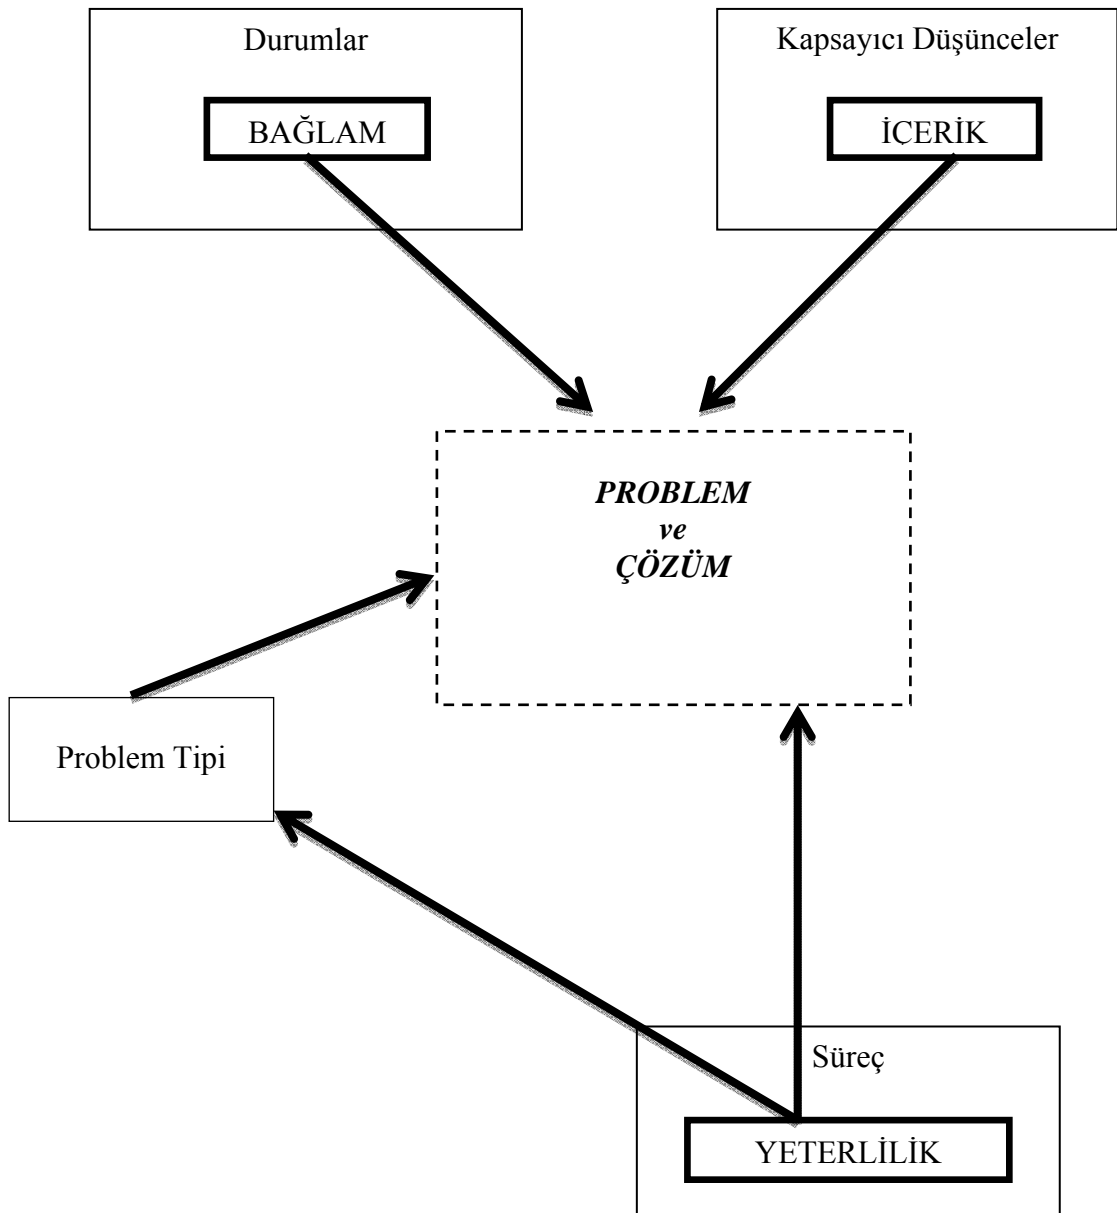 Durumlar
BAĞLAM
Kapsayıcı Düşünceler
İÇERİK
PROBLEM
ve
ÇÖZÜM
Problem Tipi
Süreç
YETERLİLİK